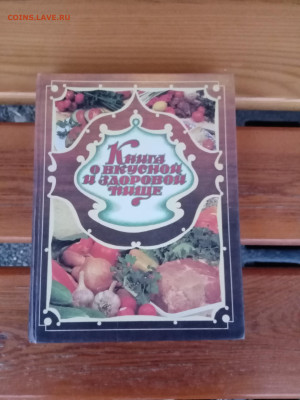 COINS.LAVE.RU
Книга
о вкусной
и здоровой
пище